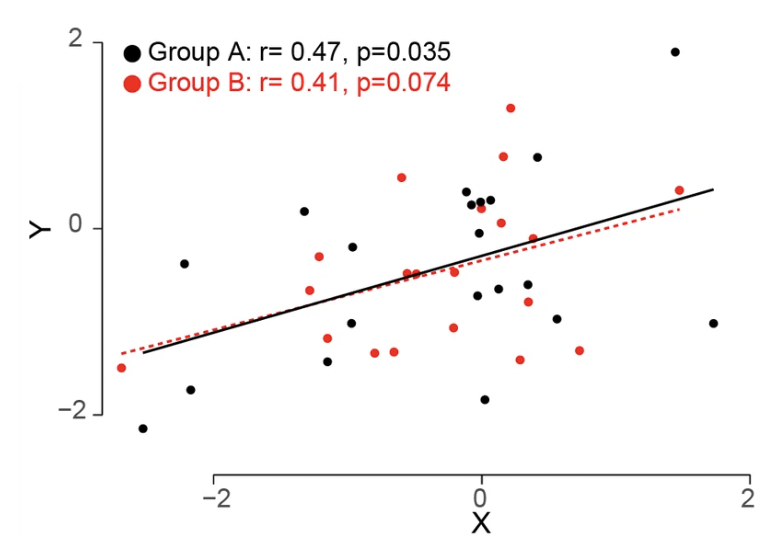 2
Group A: r= 0.47, p=0.035
Group B: r= 0.41, p=0.074
Y
0
−2
−2
0
2
X